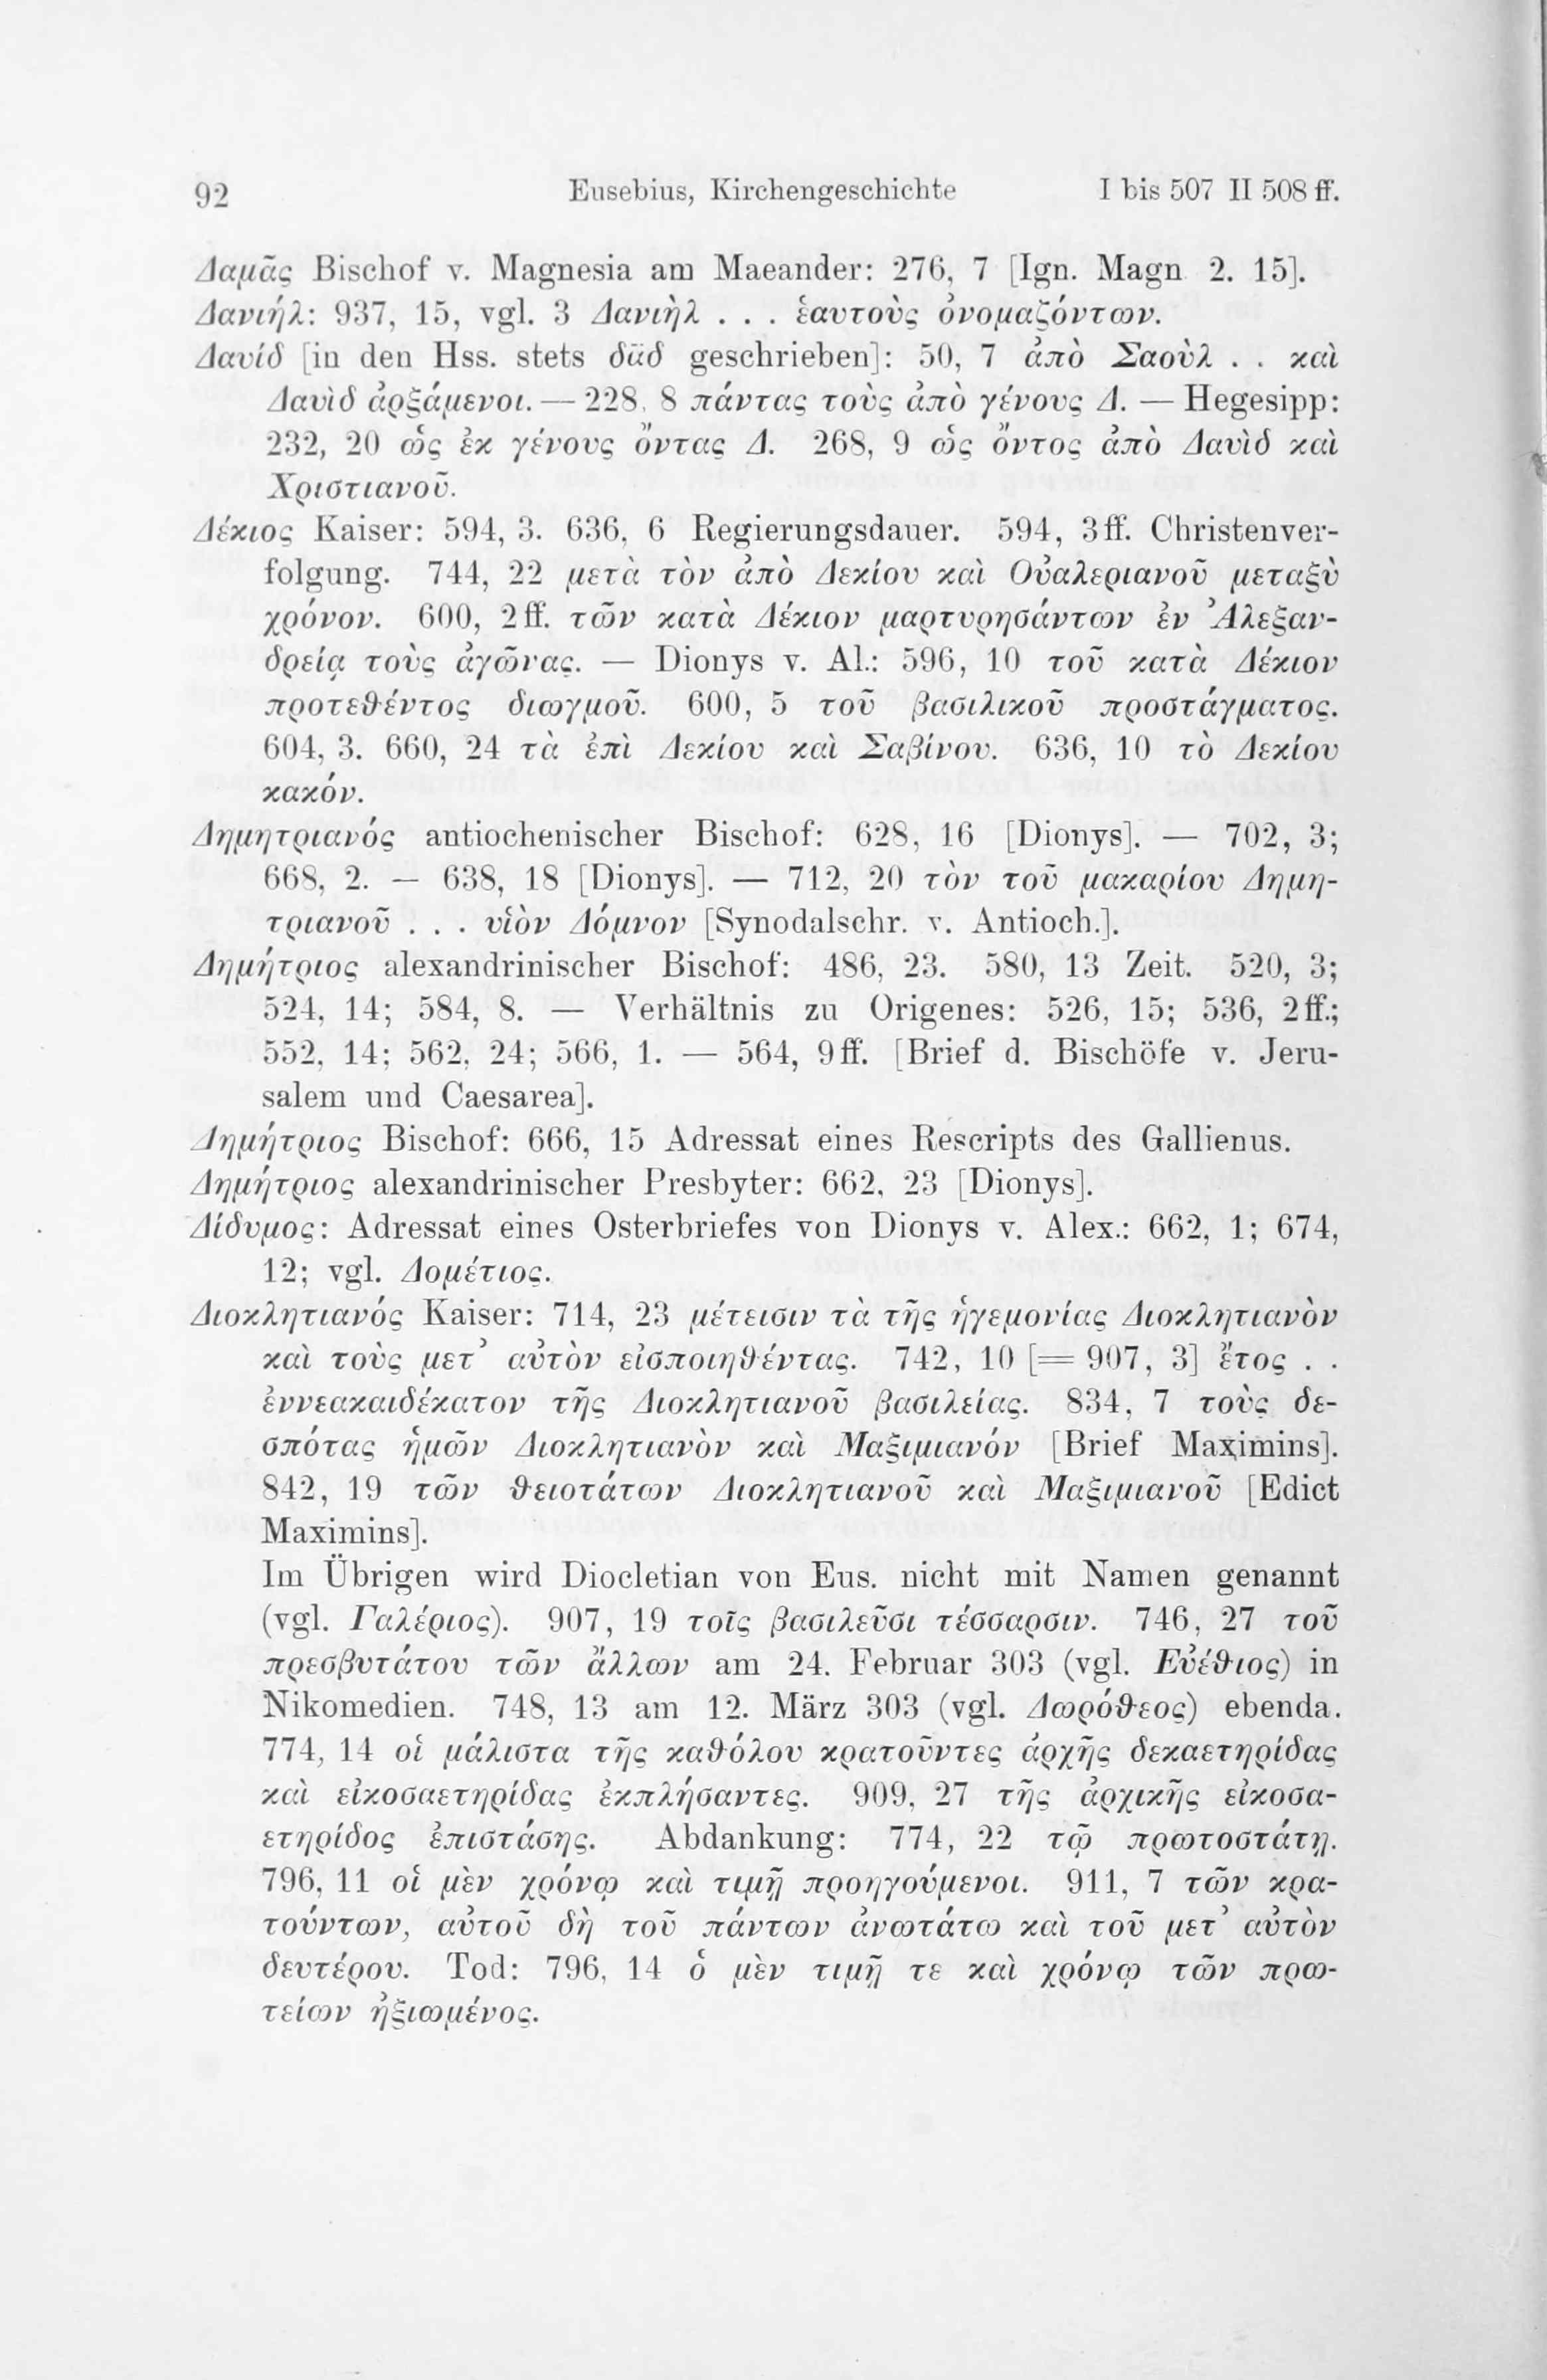 92 Eusebius, Kirchengeschichte I bis 507 II 508 ff.
Δαμᾶς Bischof v. Magnesia am Maeander: 276, 7 [Ign. Magn 2. 15].
Δανιήλ: 937, 15, vgl. 3 Δανιὴλ . . . ἑαυτοὺς ὀνομαζόντων.
Δαυίδ [in den Hss. stets δα̅δ geschrieben]: 50, 7 ἀπὸ Σαοὺλ . . καὶ
Δαυὶδ ἀρξάμενοι. — 228, 8 πάντας τοὺς ἀπὸ γένους Δ. — Hegesipp:
232, 20 ὡς ἐκ γένους ὄντας Δ. 268, 9 ὡς ὄντος ἀπὸ Δαυὶδ καὶ
Χριστιανοῦ.
Δέκιος Kaiser: 594, 3. 636, 6 Regierungsdauer. 594, 3 ff. Christenver-
folgung. 744, 22 μετὰ τὸν ἀπὸ Δεκίου καὶ Οὐαλεριανοῦ μεταξὺ
χρόνον. 600, 2 ff. τῶν κατὰ Δέκιον μαρτυρησάντων ἐν Ἀλεξαν-
δρείᾳ τοὺς ἀγῶνας. — Dionys v. Al.: 596, 10 τοῦ κατὰ Δέκιον
προτεθέντος διωγμοῦ. 600, 5 τοῦ βασιλικοῦ προστάγματος.
604, 3. 660, 24 τὰ ἐπὶ Δεκίου καὶ Σαβίνου. 636, 10 τὸ Δεκίου
κακόν.
Δημητριανός antiochenischer Bischof: 628, 16 [Dionys]. — 702, 3;
668, 2. — 638, 18 [Dionys]. — 712, 20 τὸν τοῦ μακαρίου Δημη-
τριανοῦ . . . υἱὸν Δόμνον [Synodalschr. v. Antioch.].
Δημήτριος alexandrinischer Bischof: 486, 23. 580, 13 Zeit. 520, 3;
524, 14; 584, 8. — Verhältnis zu Origenes: 526, 15; 536, 2 ff.;
552, 14; 562, 24; 566, 1. — 564, 9 ff. [Brief d. Bischöfe v. Jeru-
salem und Caesarea].
Δημήτριος Bischof: 666, 15 Adressat eines Rescripts des Gallienus.
Δημήτριος alexandrinischer Presbyter: 662, 23 [Dionys].
Δίδυμος: Adressat eines Osterbriefes von Dionys v. Alex.: 662, 1; 674,
12; vgl. Δομέτιος.
Διοκλητιανός Kaiser: 714, 23 μέτεισιν τὰ τῆς ἡγεμονίας Διοκλητιανὸν
καὶ τοὺς μετ᾽ αὐτὸν εἰσποιηθέντας. 742, 10 [= 907, 3] ἔτος . .
ἐννεακαιδέκατον τῆς Διοκλητιανοῦ βασιλείας. 834, 7 τοὺς δε-
σπότας ἡμῶν Διοκλητιανὸν καὶ Μαξιμιανόν [Brief Maximins].
842, 19 τῶν θειοτάτων Διοκλητιανοῦ καὶ Μαξιμιανοῦ [Edict
Maximins].
Im Übrigen wird Diocletian von Eus. nicht mit Namen genannt
(vgl. Γαλέριος). 907, 19 τοῖς βασιλεῦσι τέσσαρσιν. 746, 27 τοῦ
πρεσβυτάτου τῶν ἄλλων am 24. Februar 303 (vgl. Εὐέθιος) in
Nikomedien. 748, 13 am 12. März 303 (vgl. Δωρόθεος) ebenda.
774, 14 οἱ μάλιστα τῆς καθόλου κρατοῦντες ἀρχῆς δεκαετηρίδας
καὶ εἰκοσαετηρίδας ἐκπλήσαντες. 909, 27 τῆς ἀρχικῆς εἰκοσα-
ετηρίδος ἐπιστάσης. Abdankung: 774, 22 τῷ πρωτοστάτῃ.
796, 11 οἱ μὲν χρόνῳ καὶ τιμῇ προηγούμενοι. 911, 7 τῶν κρα-
τούντων, αὐτοῦ δὴ τοῦ πάντων ἀνωτάτω καὶ τοῦ μετ᾽ αὐτὸν
δευτέρου. Tod: 796, 14 ὁ μὲν τιμῇ τε καὶ χρόνῳ τῶν πρω-
τείων ἠξιωμένος.